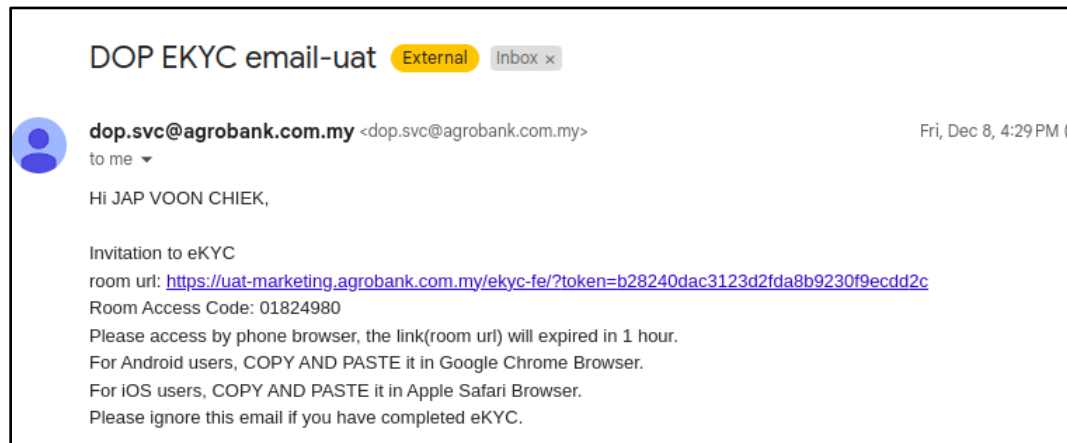 DOP EKYC email-uat External Inbox ×
dop.svc@agrobank.com.my <dop.svc@agrobank.com.my> Fri, Dec 8, 4:29 PM (
to me
Hi JAP VOON CHIEK,
Invitation to eKYC
room url: https://uat-marketing.agrobank.com.my/ekyc-fe/?token=b28240dac3123d2fda8b9230f9ecdd2c
Room Access Code: 01824980
Please access by phone browser, the link(room url) will expired in 1 hour.
For Android users, COPY AND PASTE it in Google Chrome Browser.
For iOS users, COPY AND PASTE it in Apple Safari Browser.
Please ignore this email if you have completed eKYC.